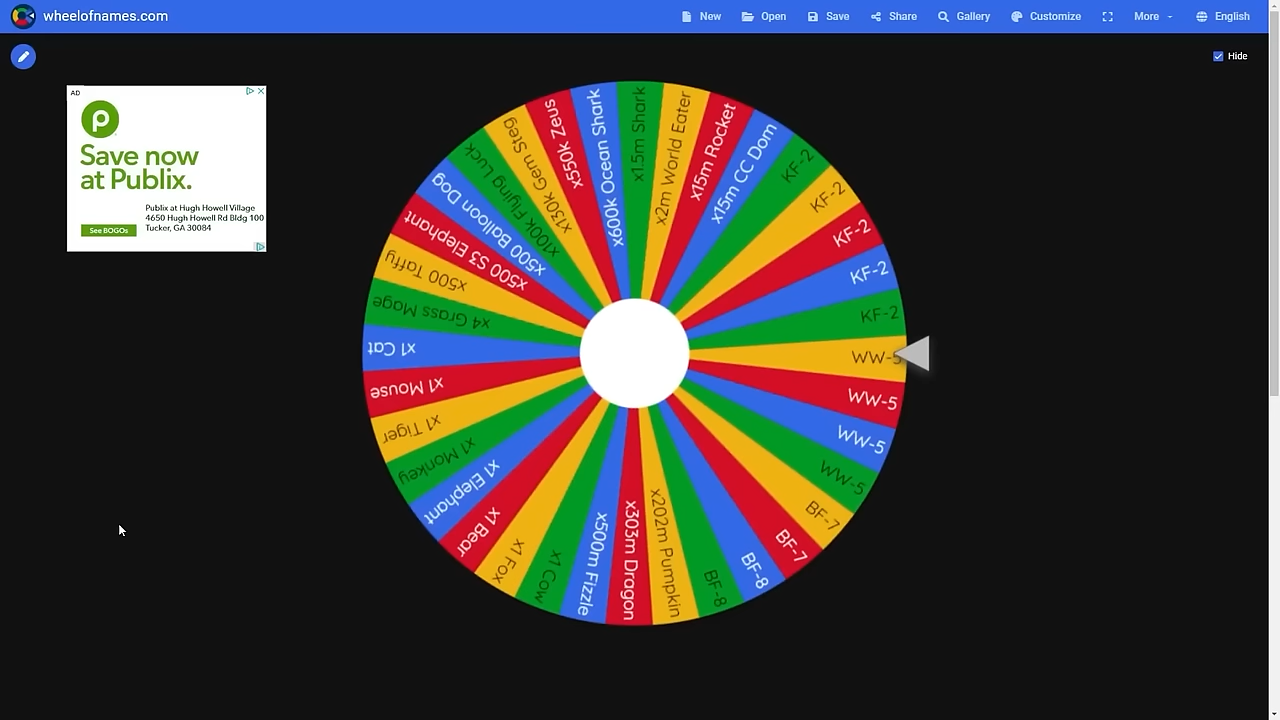 wheelofnames.com
New
Open
Save
Share
Gallery
Customize
More
English
Hide
AD
Save now
at Publix.
Publix at Hugh Howell Village
4650 Hugh Howell Rd Bldg 100
Tucker, GA 30084
See BOGOs
x1.5m Shark
x2m World Eater
x15m Rocket
x15m CC Dom
KF-2
KF-2
KF-2
KF-2
KF-2
WW-5
WW-5
WW-5
WW-5
BF-7
BF-7
BF-8
BF-8
x202m Pumpkin
x303m Dragon
x500m Fizzle
x1 Cow
x1 Fox
x1 Bear
x1 Elephant
x1 Monkey
x1 Tiger
x1 Mouse
x1 Cat
x4 Grass Mage
x500 Taffy
x500 S3 Elephant
x500 Balloon Dog
x100k Flying Luck
x130k Gem Steg
x550k Zeus
x600k Ocean Shark